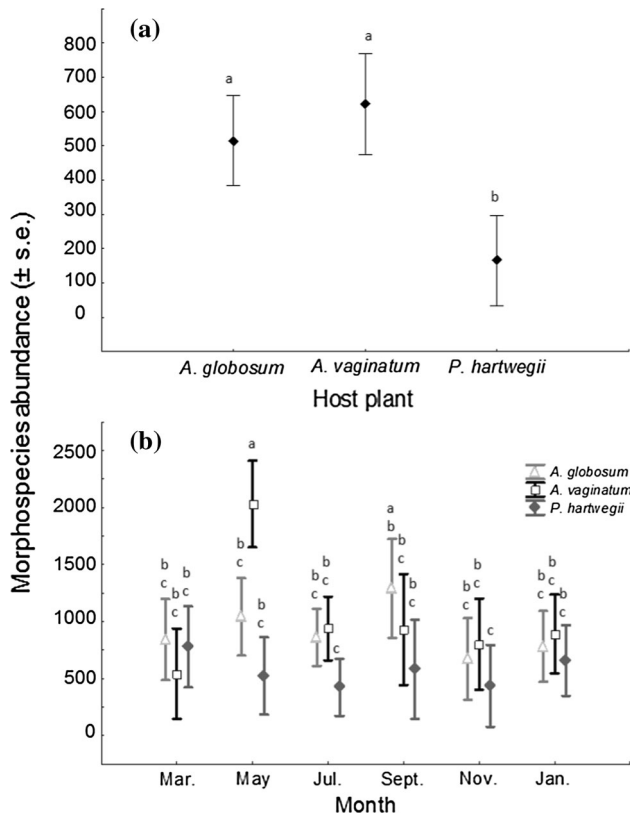 (a)
Morphospecies abundance (± s.e.)
800
700
600
500
400
300
200
100
0
a
a
b
A. globosum
A. vaginatum
P. hartwegii
Host plant
(b)
2500
2000
1500
1000
500
0
A. globosum
A. vaginatum
P. hartwegii
b
c
b
c
b
c
b
c
a
b
c
b
c
b
c
c
a
b
b
c
b
c
b
c
b
c
c
b
c
b
c
b
c
Mar.
May
Jul.
Sept.
Nov.
Jan.
Month